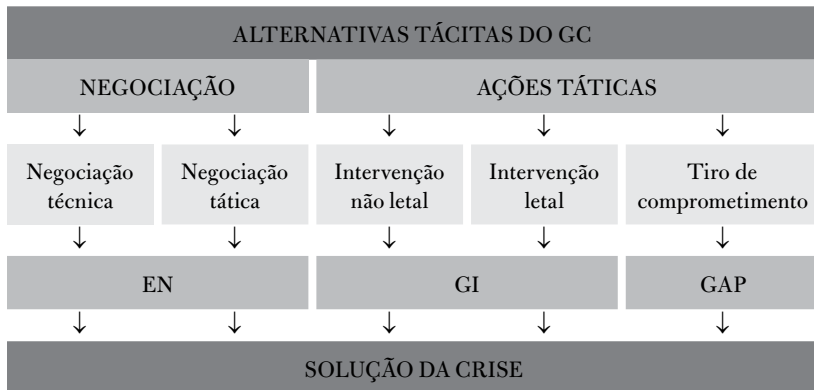 ALTERNATIVAS TÁCITAS DO GC
NEGOCIAÇÃO
AÇÕES TÁTICAS
Negociação
técnica
Negociação
tática
Intervenção
não letal
Intervenção
letal
Tiro de
comprometimento
EN
GI
GAP
SOLUÇÃO DA CRISE